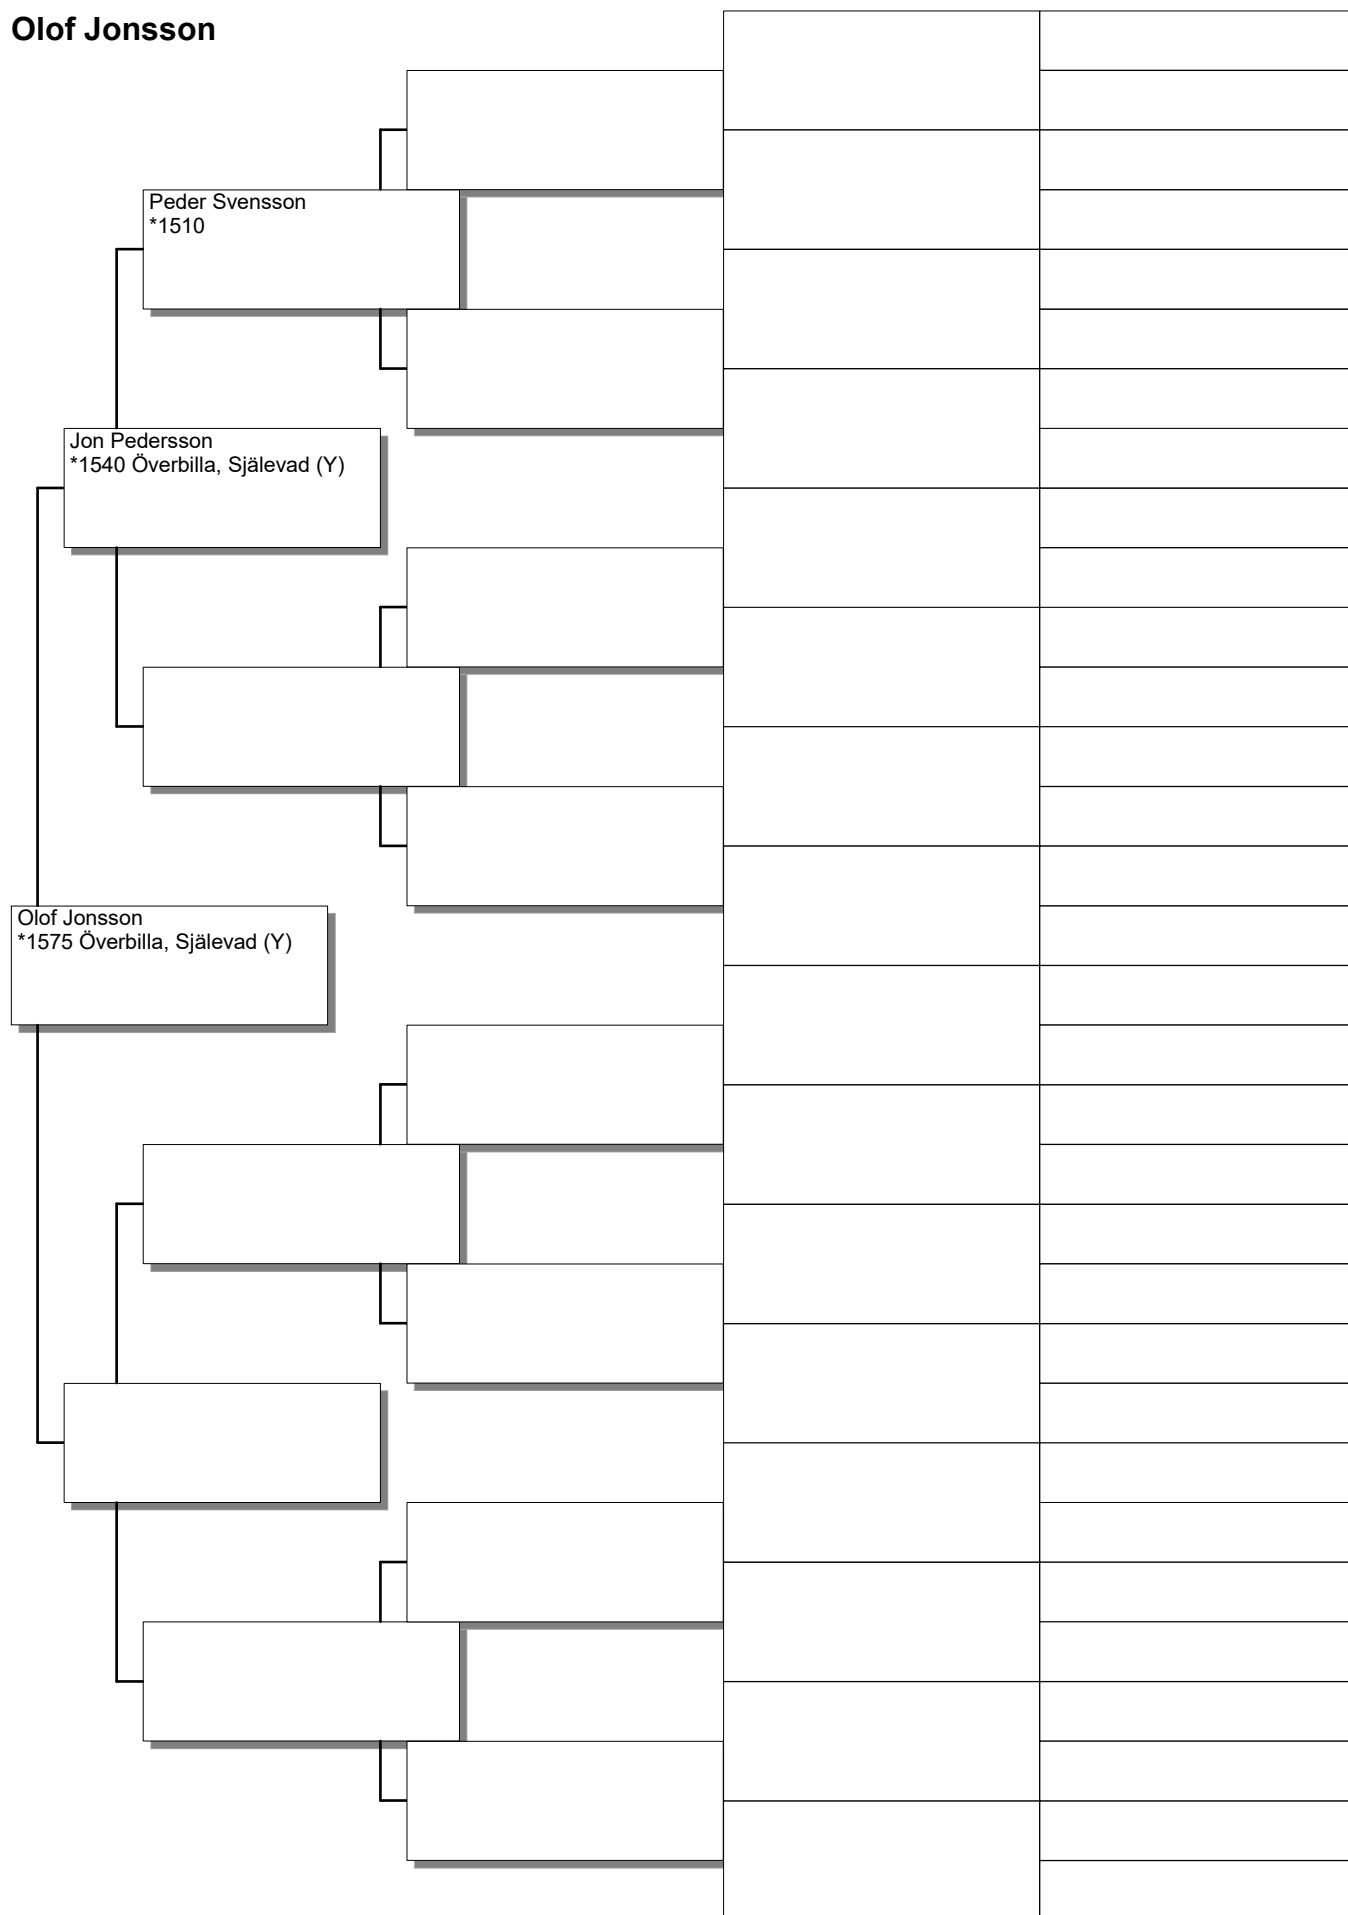 Olof Jonsson
Peder Svensson
*1510
Jon Pedersson
*1540 Överbilla, Själevad (Y)
Olof Jonsson
*1575 Överbilla, Själevad (Y)